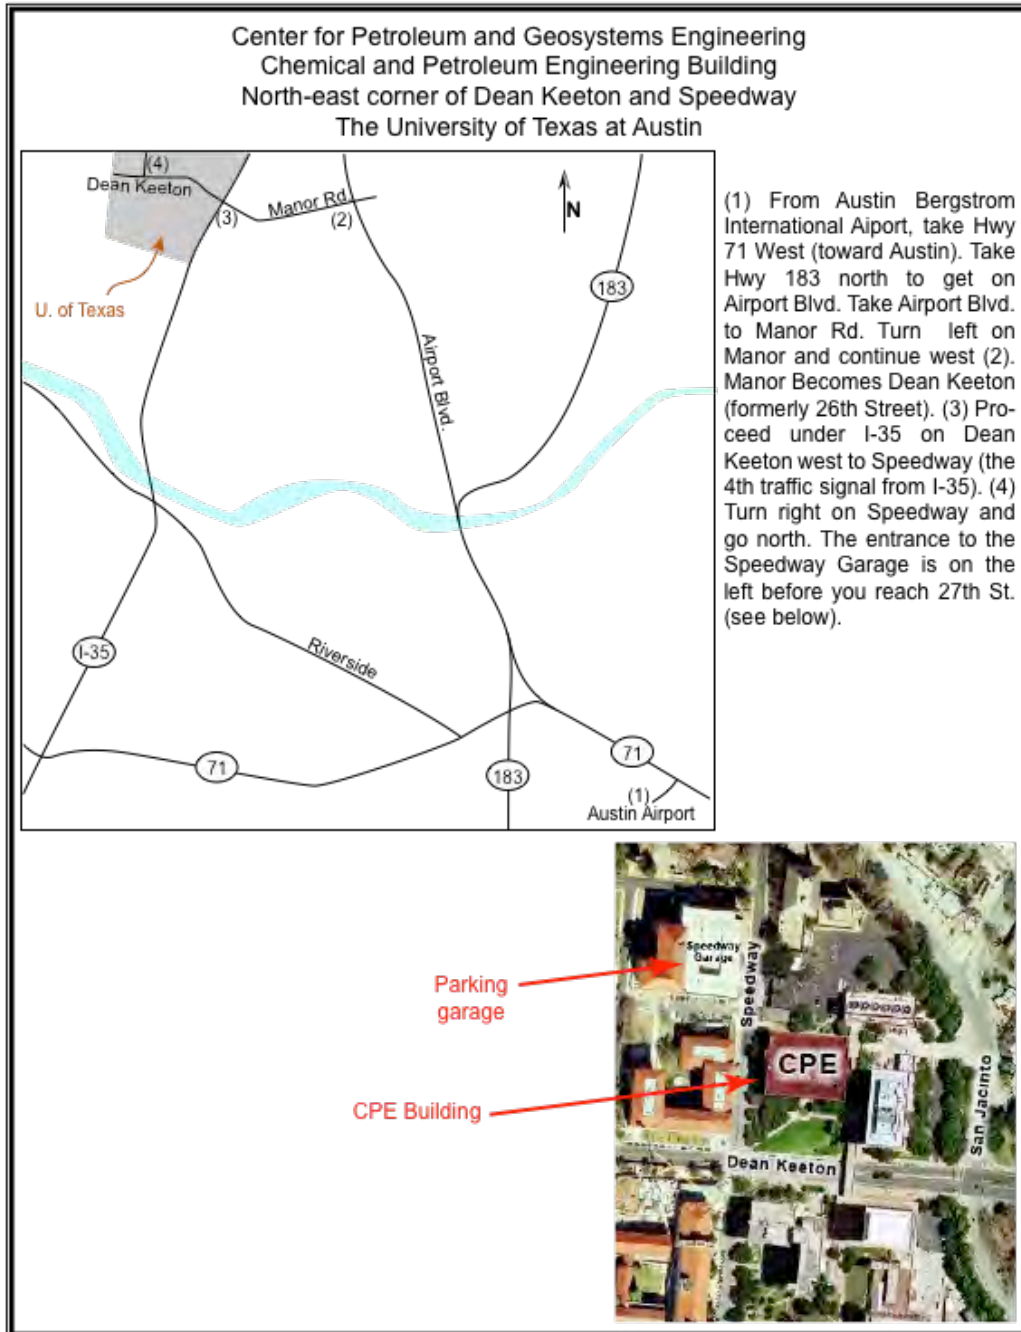 Center for Petroleum and Geosystems Engineering
Chemical and Petroleum Engineering Building
North-east corner of Dean Keeton and Speedway
The University of Texas at Austin
(4)
Dean Keeton
(3)
Manor Rd.
(2)
N
U. of Texas
183
Airport Blvd.
Riverside
I-35
71
183
71
(1)
Austin Airport
(1) From Austin Bergstrom
International Aiport, take Hwy
71 West (toward Austin). Take
Hwy 183 north to get on
Airport Blvd. Take Airport Blvd.
to Manor Rd. Turn left on
Manor and continue west (2).
Manor Becomes Dean Keeton
(formerly 26th Street). (3) Pro-
ceed under I-35 on Dean
Keeton west to Speedway (the
4th traffic signal from I-35). (4)
Turn right on Speedway and
go north. The entrance to the
Speedway Garage is on the
left before you reach 27th St.
(see below).
Parking
garage
CPE Building
Speedway
Garage
Speedway
CPE
San Jacinto
Dean Keeton